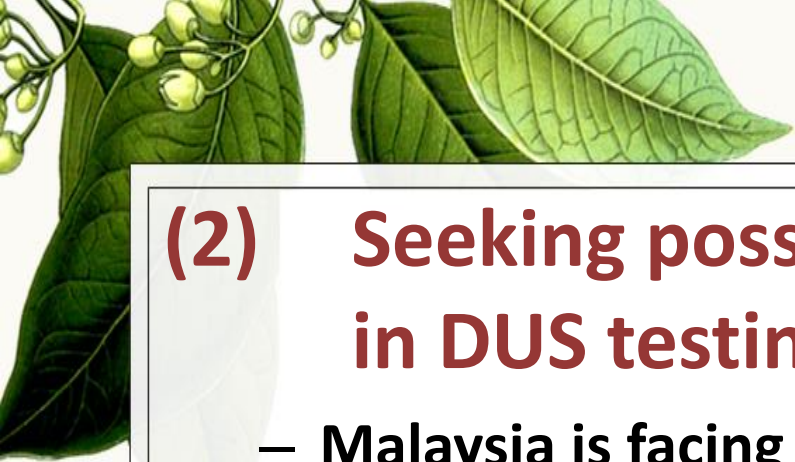 (2) Seeking poss
in DUS testin
– Malaysia is facing